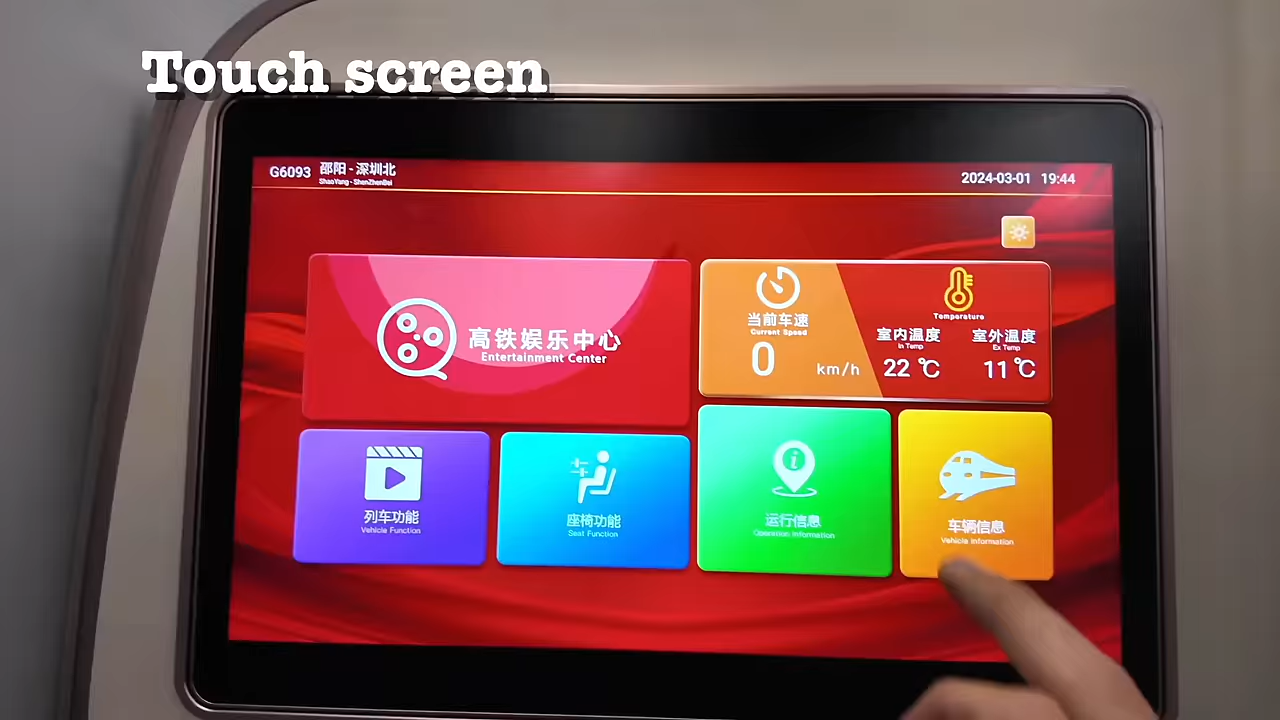 Touch screen
G6093 邵阳 - 深圳北
ShaoYang - ShenZhenBei
2024-03-01 19:44
高铁娱乐中心
Entertainment Center
当前车速
Current Speed
0 km/h
Temperature
室内温度 室外温度
In Temp Ex Temp
22 ℃ 11 ℃
列车功能
Vehicle Function
座椅功能
Seat Function
i
运行信息
Operation Information
车辆信息
Vehicle Information